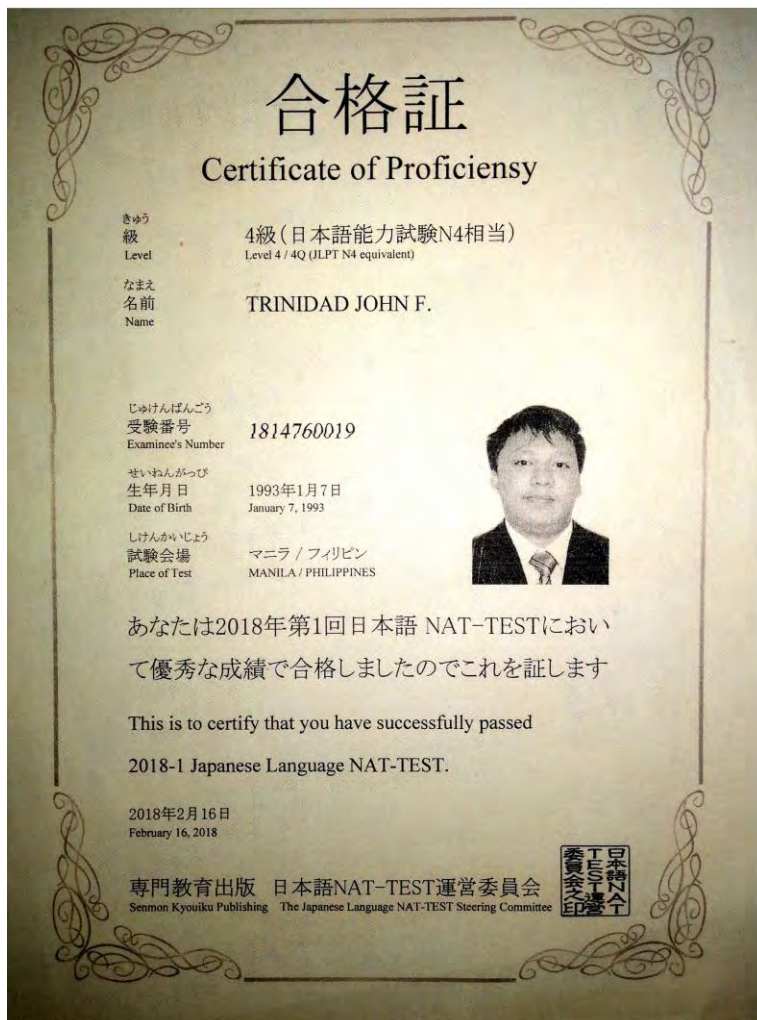 合格証
Certificate of Proficiensy
きゅう
級
Level
4級(日本語能力試験N4相当)
Level 4 / 4Q (JLPT N4 equivalent)
なまえ
名前
Name
TRINIDAD JOHN F.
じゅけんばんごう
受験番号
Examinee's Number
1814760019
せいねんがっぴ
生年月日
Date of Birth
1993年1月7日
January 7, 1993
しけんかいじょう
試験会場
Place of Test
マニラ / フィリピン
MANILA / PHILIPPINES
あなたは2018年第1回日本語 NAT-TESTにおい
て優秀な成績で合格しましたのでこれを証します
This is to certify that you have successfully passed
2018-1 Japanese Language NAT-TEST.
2018年2月16日
February 16, 2018
専門教育出版 日本語NAT-TEST運営委員会
Senmon Kyouiku Publishing The Japanese Language NAT-TEST Steering Committee
日本語NAT
TEST運営
委員会之印